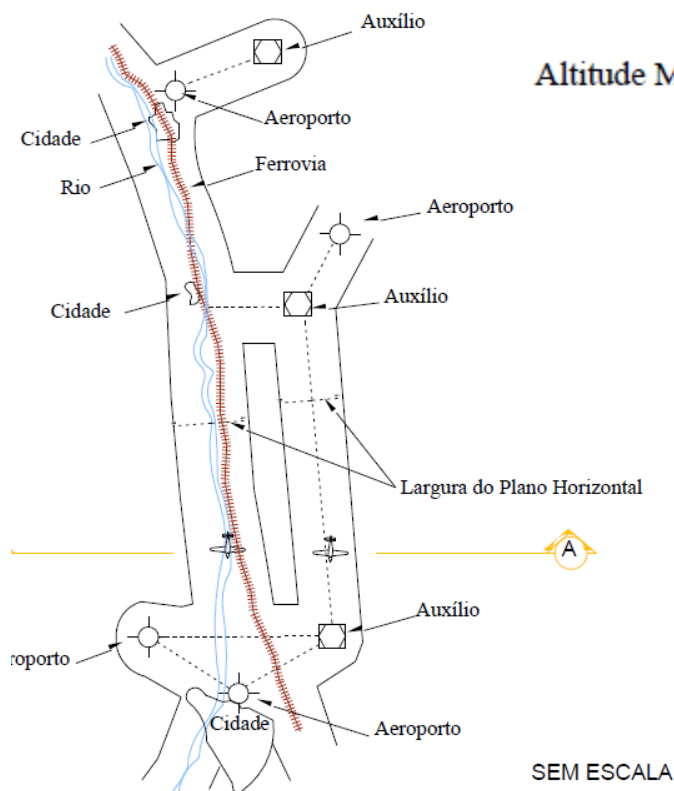 Auxílio
Altitude M
Aeroporto
Cidade
Ferrovia
Rio
Aeroporto
Auxílio
Cidade
Largura do Plano Horizontal
A
Auxílio
roporto
Cidade
Aeroporto
SEM ESCALA